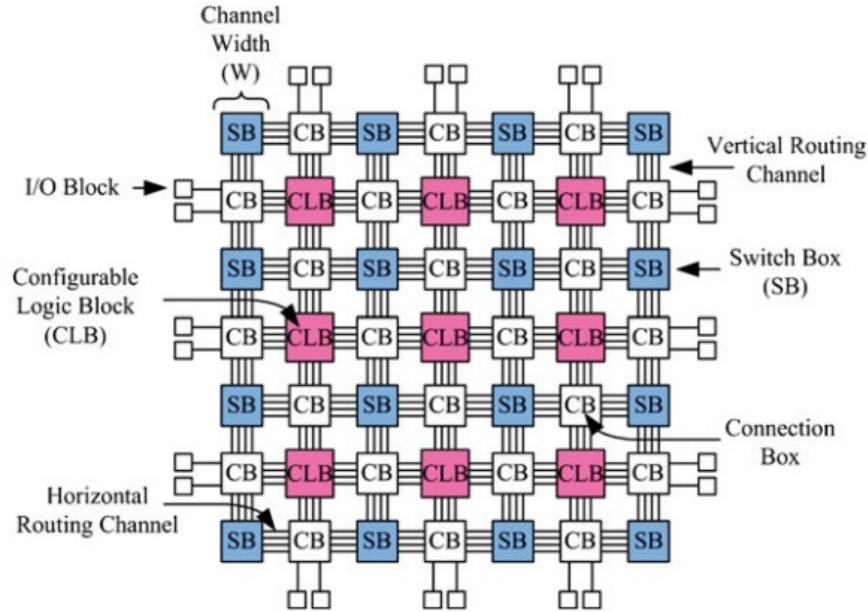 Channel
Width
(W)
SB CB SB CB SB CB SB
Vertical Routing
Channel
I/O Block
CB CLB CB CLB CB CLB CB
SB CB SB CB SB CB SB
Switch Box
(SB)
Configurable
Logic Block
(CLB)
CB CLB CB CLB CB CLB CB
SB CB SB CB SB CB SB
Connection
Box
CB CLB CB CLB CB CLB CB
Horizontal
Routing Channel
SB CB SB CB SB CB SB